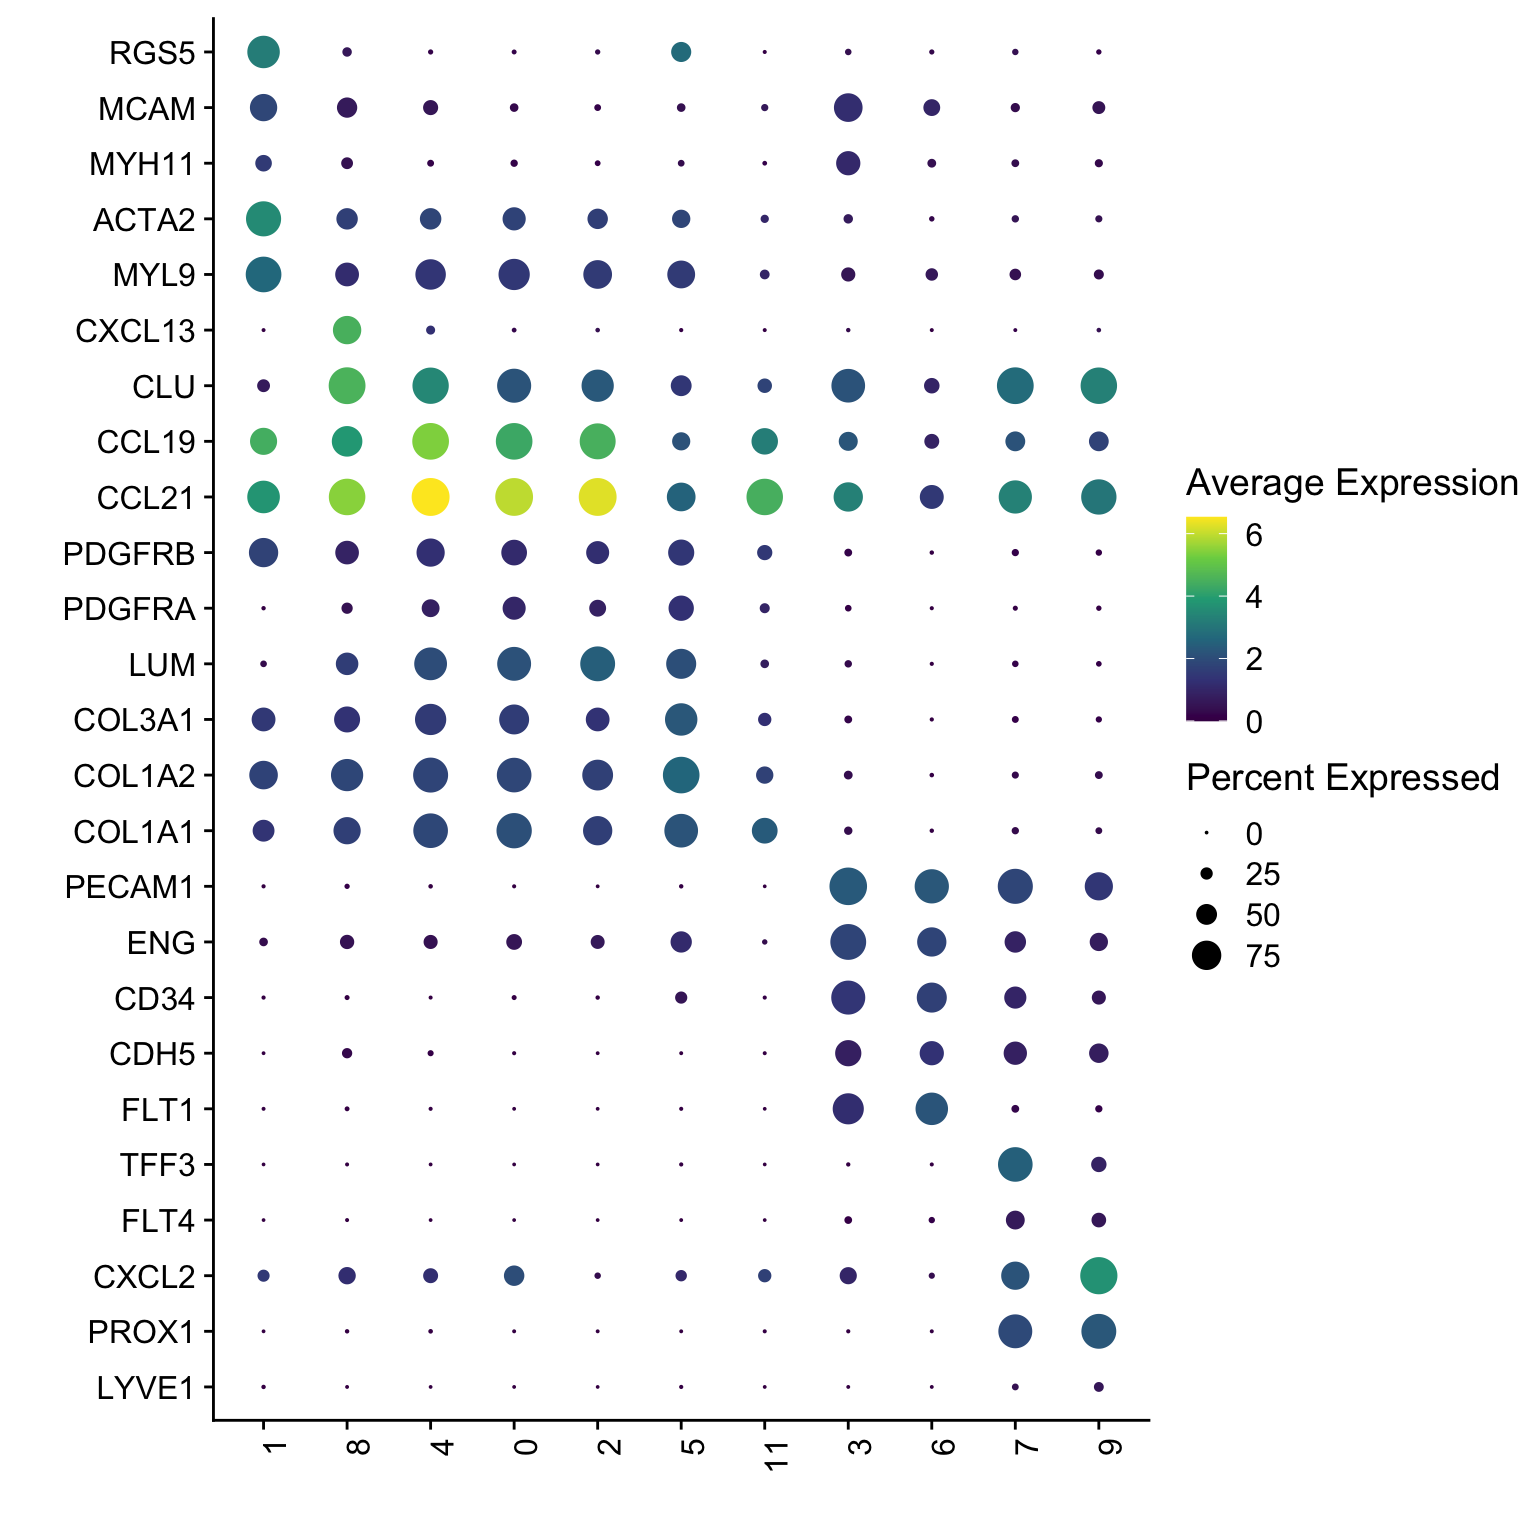 RGS5
MCAM
MYH11
ACTA2
MYL9
CXCL13
CLU
CCL19
CCL21
PDGFRB
PDGFRA
LUM
COL3A1
COL1A2
COL1A1
PECAM1
ENG
CD34
CDH5
FLT1
TFF3
FLT4
CXCL2
PROX1
LYVE1
1 8 4 0 2 5 11 3 6 7 9
Average Expression
6
4
2
0
Percent Expressed
0
25
50
75